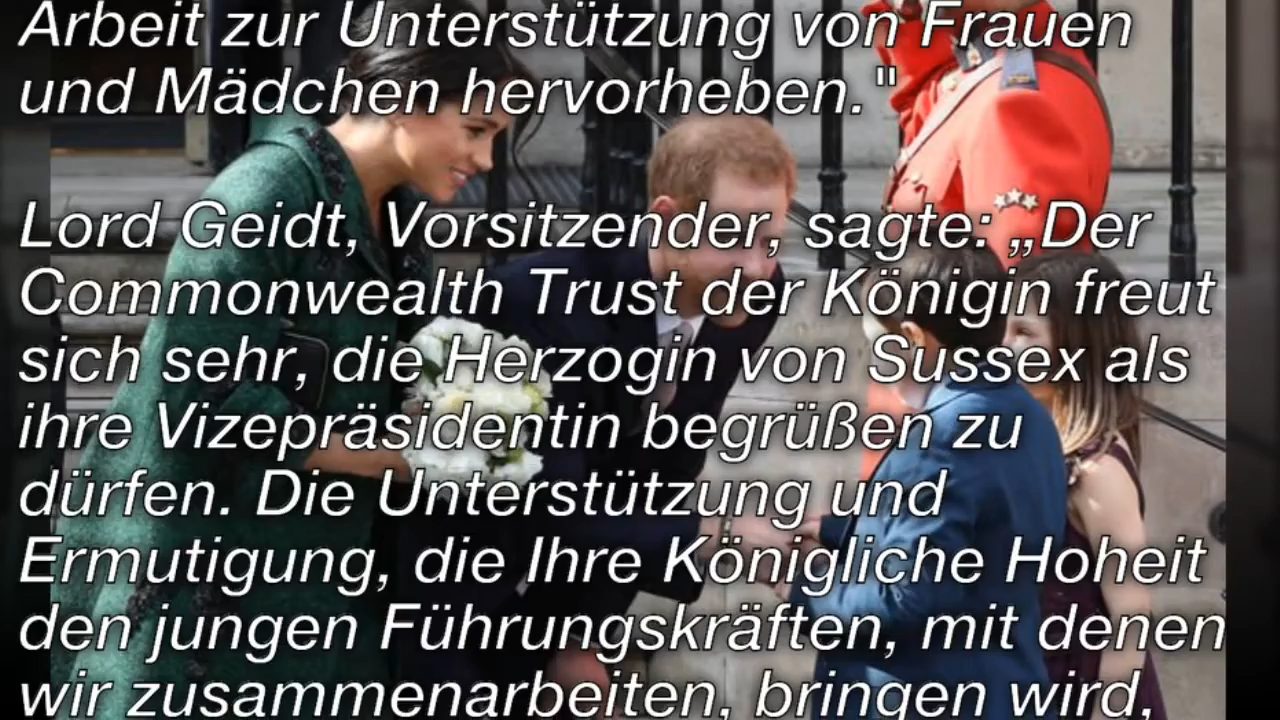 Arbeit zur Unterstützung von Frauen
und Mädchen hervorheben."
Lord Geidt, Vorsitzender, sagte: „Der
Commonwealth Trust der Königin freut
sich sehr, die Herzogin von Sussex als
ihre Vizepräsidentin begrüßen zu
dürfen. Die Unterstützung und
Ermutigung, die Ihre Königliche Hoheit
den jungen Führungskräften, mit denen
wir zusammenarbeiten, bringen wird,